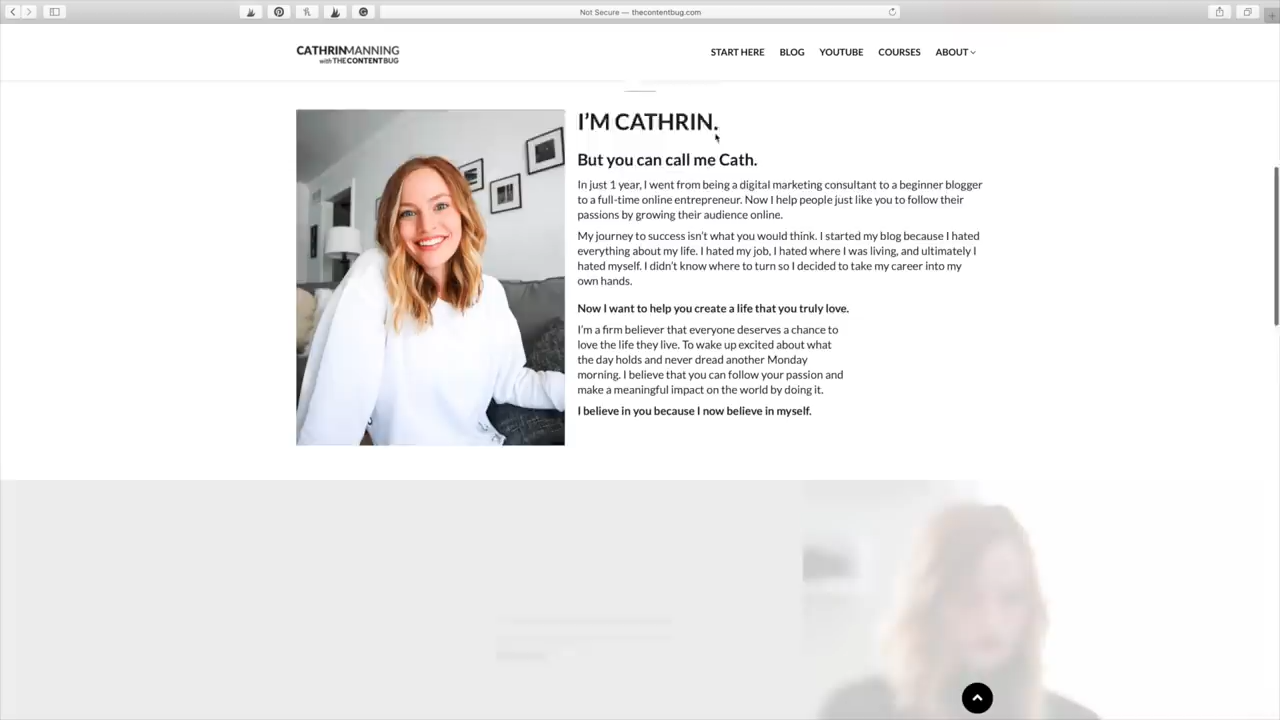 Not Secure — thecontentbug.com
CATHRINMANNING
with THECONTENTBUG
START HERE BLOG YOUTUBE COURSES ABOUT
I'M CATHRIN.
But you can call me Cath.
In just 1 year, I went from being a digital marketing consultant to a beginner blogger
to a full-time online entrepreneur. Now I help people just like you to follow their
passions by growing their audience online.
My journey to success isn't what you would think. I started my blog because I hated
everything about my life. I hated my job, I hated where I was living, and ultimately I
hated myself. I didn't know where to turn so I decided to take my career into my
own hands.
Now I want to help you create a life that you truly love.
I'm a firm believer that everyone deserves a chance to
love the life they live. To wake up excited about what
the day holds and never dread another Monday
morning. I believe that you can follow your passion and
make a meaningful impact on the world by doing it.
I believe in you because I now believe in myself.